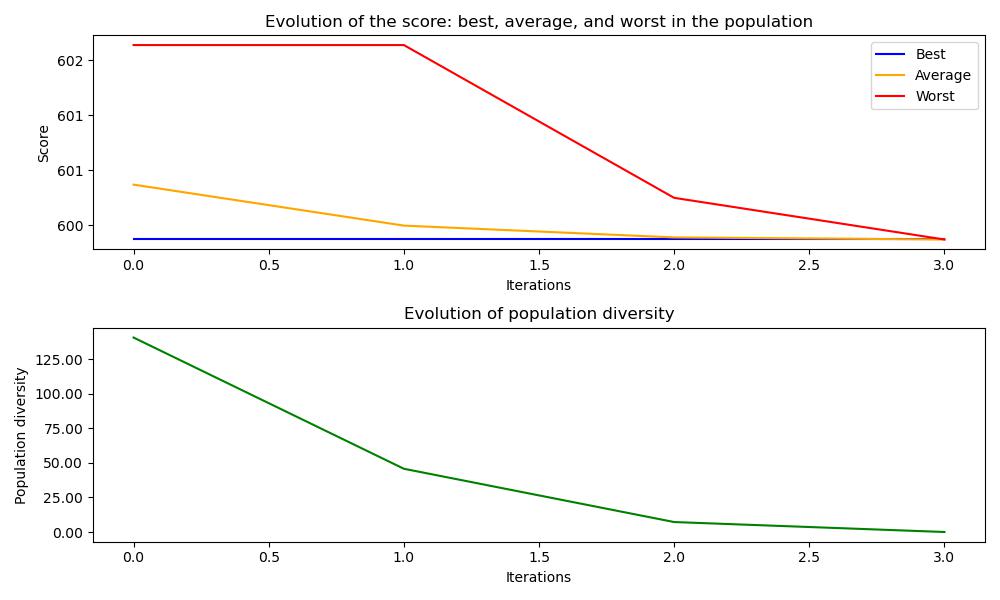 Evolution of the score: best, average, and worst in the population
602
601
601
600
Score
Best
Average
Worst
0.0 0.5 1.0 1.5 2.0 2.5 3.0
Iterations
Evolution of population diversity
125.00
100.00
75.00
50.00
25.00
0.00
Population diversity
0.0 0.5 1.0 1.5 2.0 2.5 3.0
Iterations